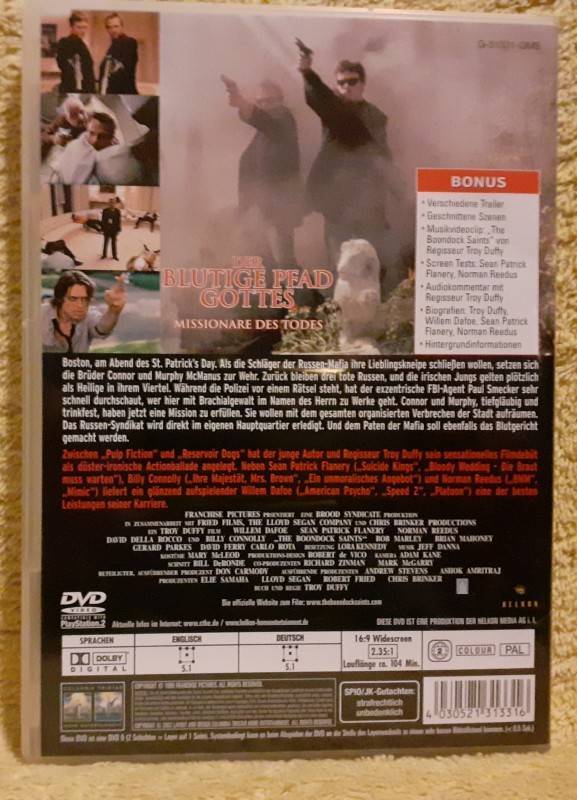 BONUS
• Verschiedene Trailer
• Geschnittene Szenen
• Musikvideoclip: „The
Boondock Saints" von
Regisseur Troy Duffy
• Screen Tests: Sean Patrick
Flanery, Norman Reedus
• Audiokommentar mit
Regisseur Troy Duffy
• Biografien: Troy Duffy,
Willem Dafoe, Sean Patrick
Flanery, Norman Reedus
• Hintergrundinformationen
DER
BLUTIGE PFAD
GOTTES
MISSIONARE DES TODES
Boston, am Abend des St. Patrick's Day. Als die Schläger der Russen-Mafia ihre Lieblingskneipe schließen wollen, setzen sich
die Brüder Connor und Murphy McManus zur Wehr. Zurück bleiben drei tote Russen, und die irischen Jungs gelten plötzlich
als Heilige in ihrem Viertel. Während die Polizei vor einem Rätsel steht, hat der exzentrische FBI-Agent Paul Smecker sehr
schnell durchschaut, wer hier mit Brachialgewalt im Namen des Herrn zu Werke geht. Connor und Murphy, tiefgläubig und
trinkfest, haben jetzt eine Mission zu erfüllen. Sie wollen mit dem gesamten organisierten Verbrechen der Stadt aufräumen.
Das Russen-Syndikat wird direkt im eigenen Hauptquartier erledigt. Und dem Paten der Mafia soll ebenfalls das Blutgericht
gemacht werden.
Zwischen „Pulp Fiction" und „Reservoir Dogs" hat der junge Autor und Regisseur Troy Duffy sein sensationelles Filmdebüt
als düster-ironische Actionballade angelegt. Neben Sean Patrick Flanery („Suicide Kings", „Bloody Wedding - Die Braut
muss warten"), Billy Connolly („Ihre Majestät, Mrs. Brown", „Ein unmoralisches Angebot") und Norman Reedus („8MM",
„Mimic") liefert ein glänzend aufspielender Willem Dafoe („American Psycho", „Speed 2", „Platoon") eine der besten
Leistungen seiner Karriere.
FRANCHISE PICTURES PRÄSENTIERT EINE BROOD SYNDICATE PRODUKTION
IN ZUSAMMENARBEIT MIT FRIED FILMS, THE LLOYD SEGAN COMPANY UND CHRIS BRINKER PRODUCTIONS
EIN TROY DUFFY FILM WILLEM DAFOE SEAN PATRICK FLANERY NORMAN REEDUS
DAVID DELLA ROCCO UND BILLY CONNOLLY „THE BOONDOCK SAINTS" BOB MARLEY BRIAN MAHONEY
GERARD PARKES DAVID FERRY CARLO ROTA BESETZUNG LORA KENNEDY MUSIK JEFF DANNA
KOSTÜME MARY McLEOD PRODUKTIONS-DESIGN ROBERT de VICO KAMERA ADAM KANE
SCHNITT BILL DeRONDE CO-PRODUZENTEN RICHARD ZINMAN MARK McGARRY
BETEILIGTER, AUSFÜHRENDER PRODUZENT DON CARMODY AUSFÜHRENDE PRODUZENTEN ANDREW STEVENS ASHOK AMRITRAJ
PRODUZENTEN ELIE SAMAHA LLOYD SEGAN ROBERT FRIED CHRIS BRINKER
BUCH UND REGIE TROY DUFFY
Die offizielle Website zum Film: www.theboondocksaints.com
DVD
VIDEO
COMPATIBLE WITH
PlayStation.2
HELKON
Aktuelle Infos im Internet: www.cthe.de / www.helkon-homeentertainment.de
DIESE DVD IST EINE PRODUKTION DER HELKON MEDIA AG i. I.
SPRACHEN
ENGLISCH
DEUTSCH
DOLBY
DIGITAL
5.1
5.1
16:9 Widescreen
2.35:1
Lauflänge ca. 104 Min.
2
COLOUR
PAL
COLUMBIA TRISTAR
SPIO/JK-Gutachten:
strafrechtlich
unbedenklich
4 030521 313316